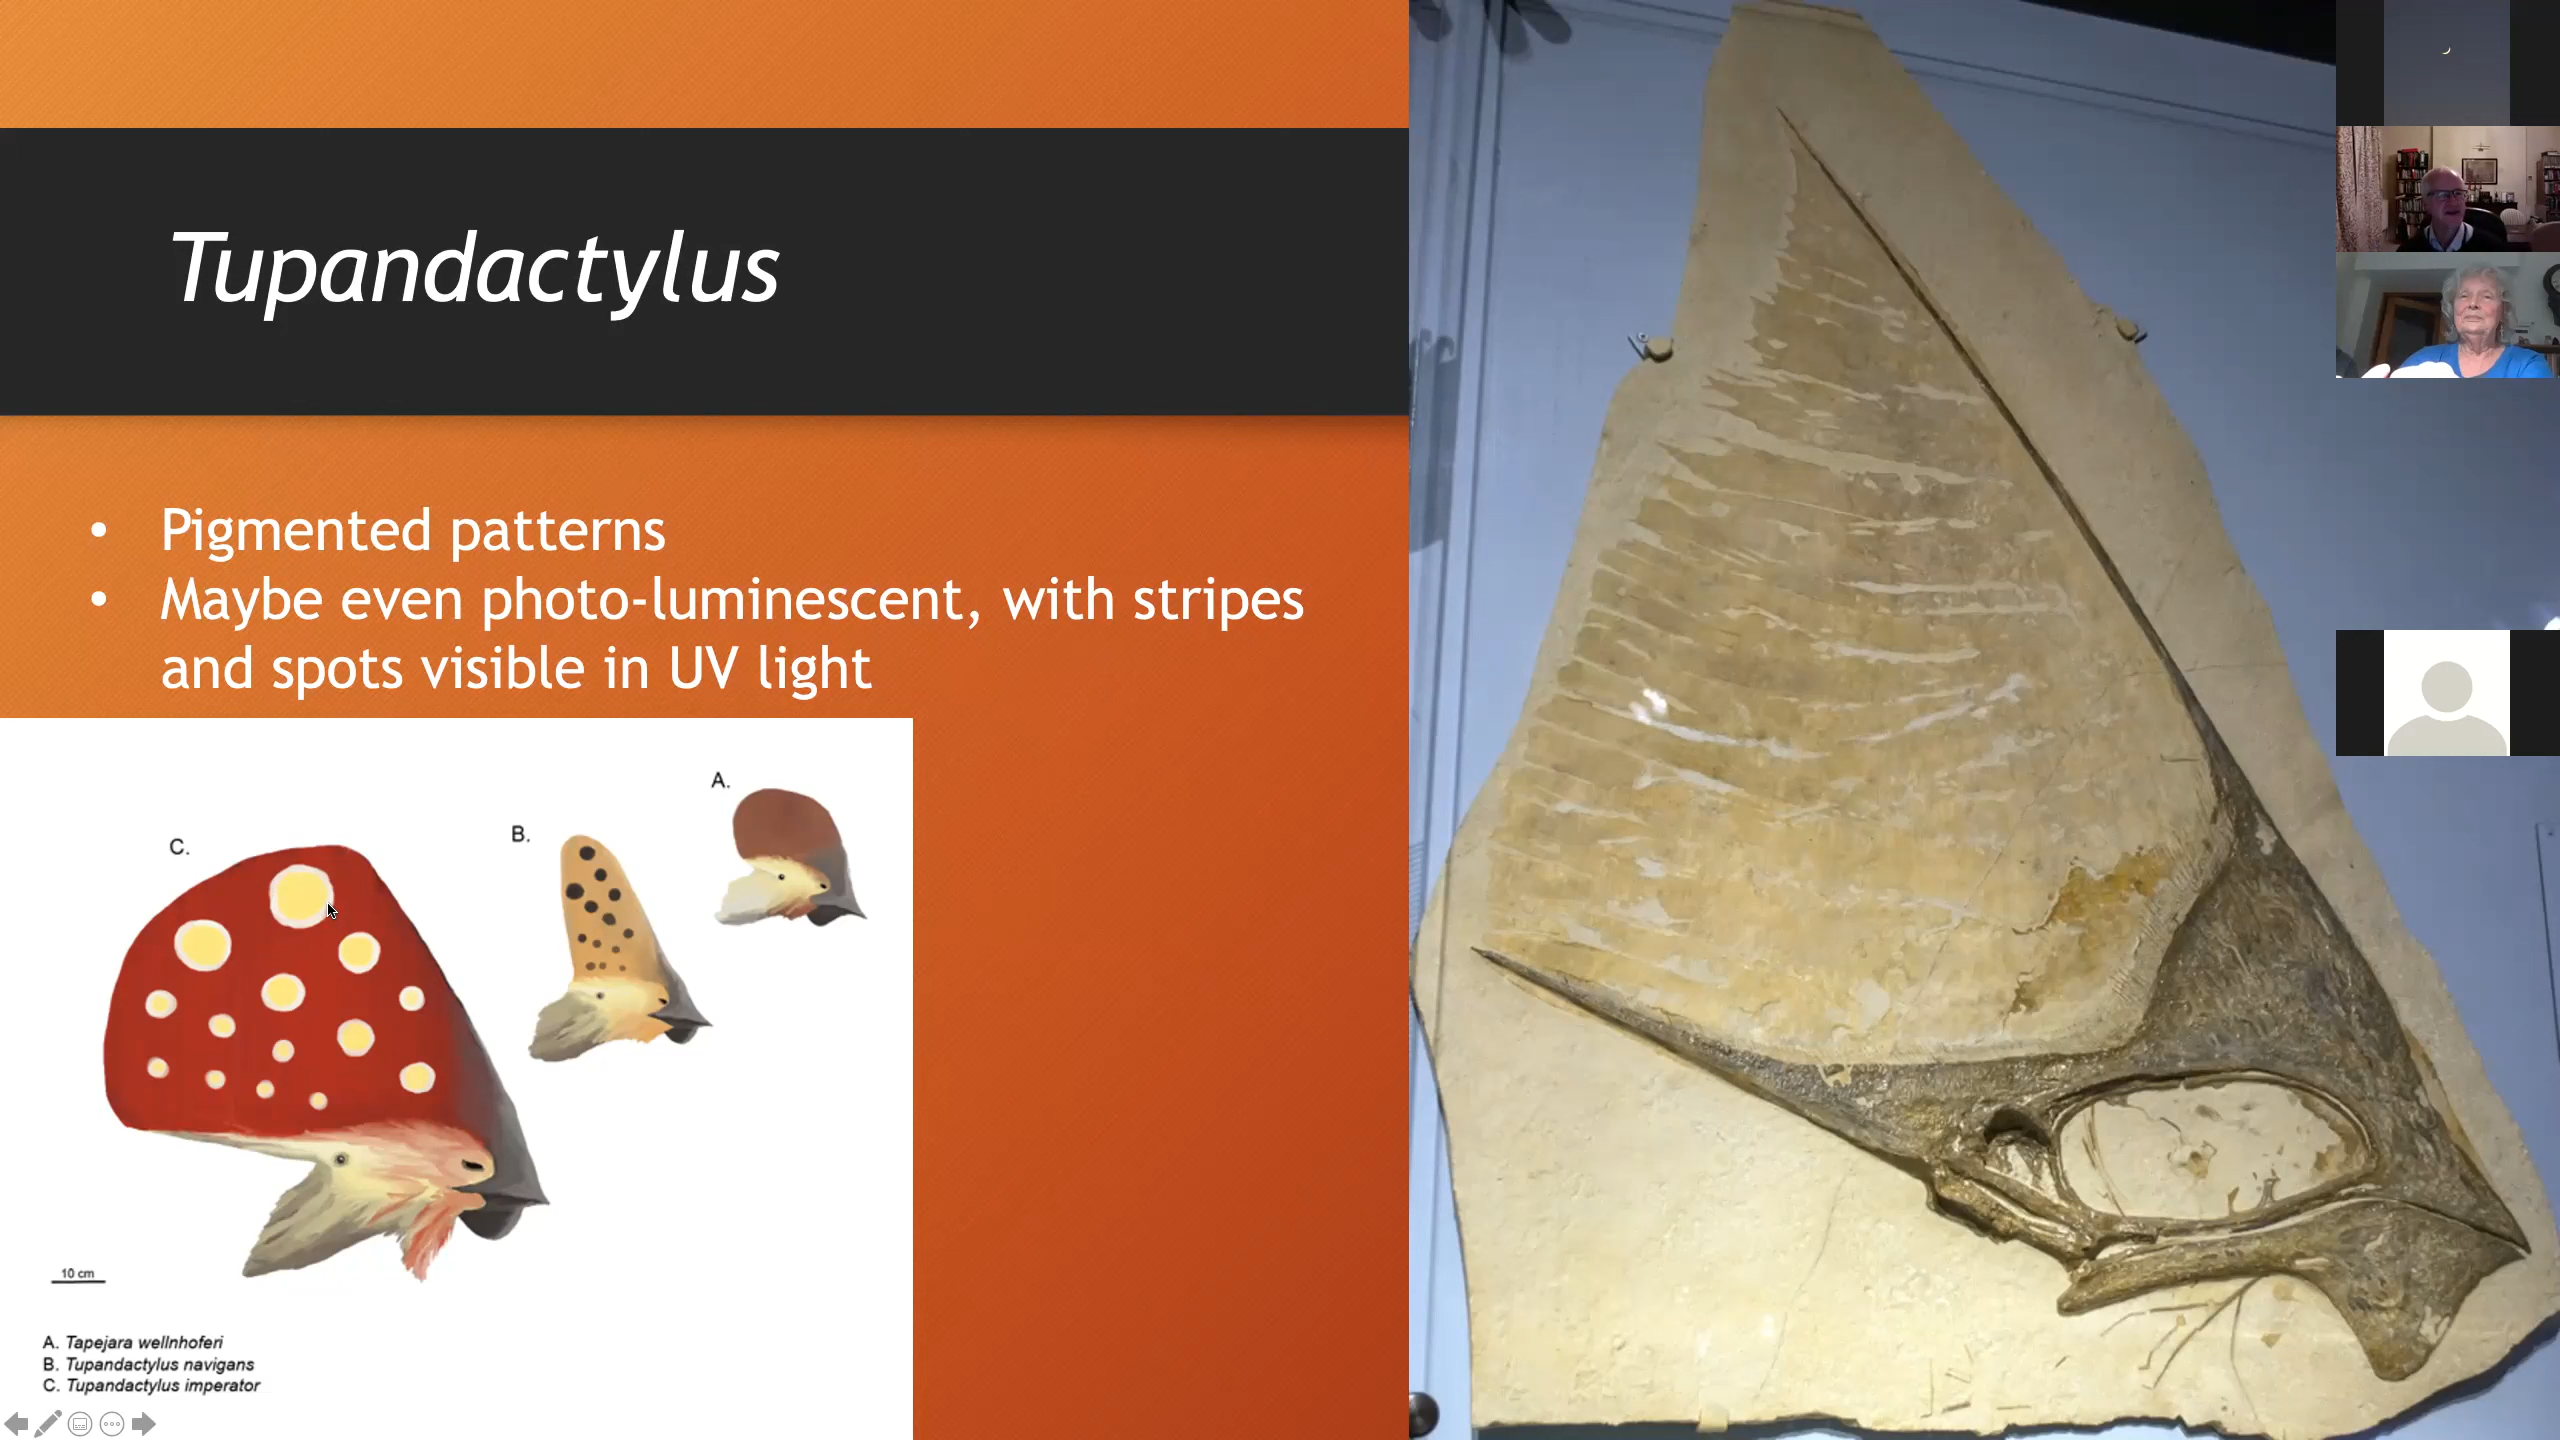 Tupandactylus
• Pigmented patterns
• Maybe even photo-luminescent, with stripes
and spots visible in UV light
A.
B.
C.
10 cm
A. Tapejara wellnhoferi
B. Tupandactylus navigans
C. Tupandactylus imperator